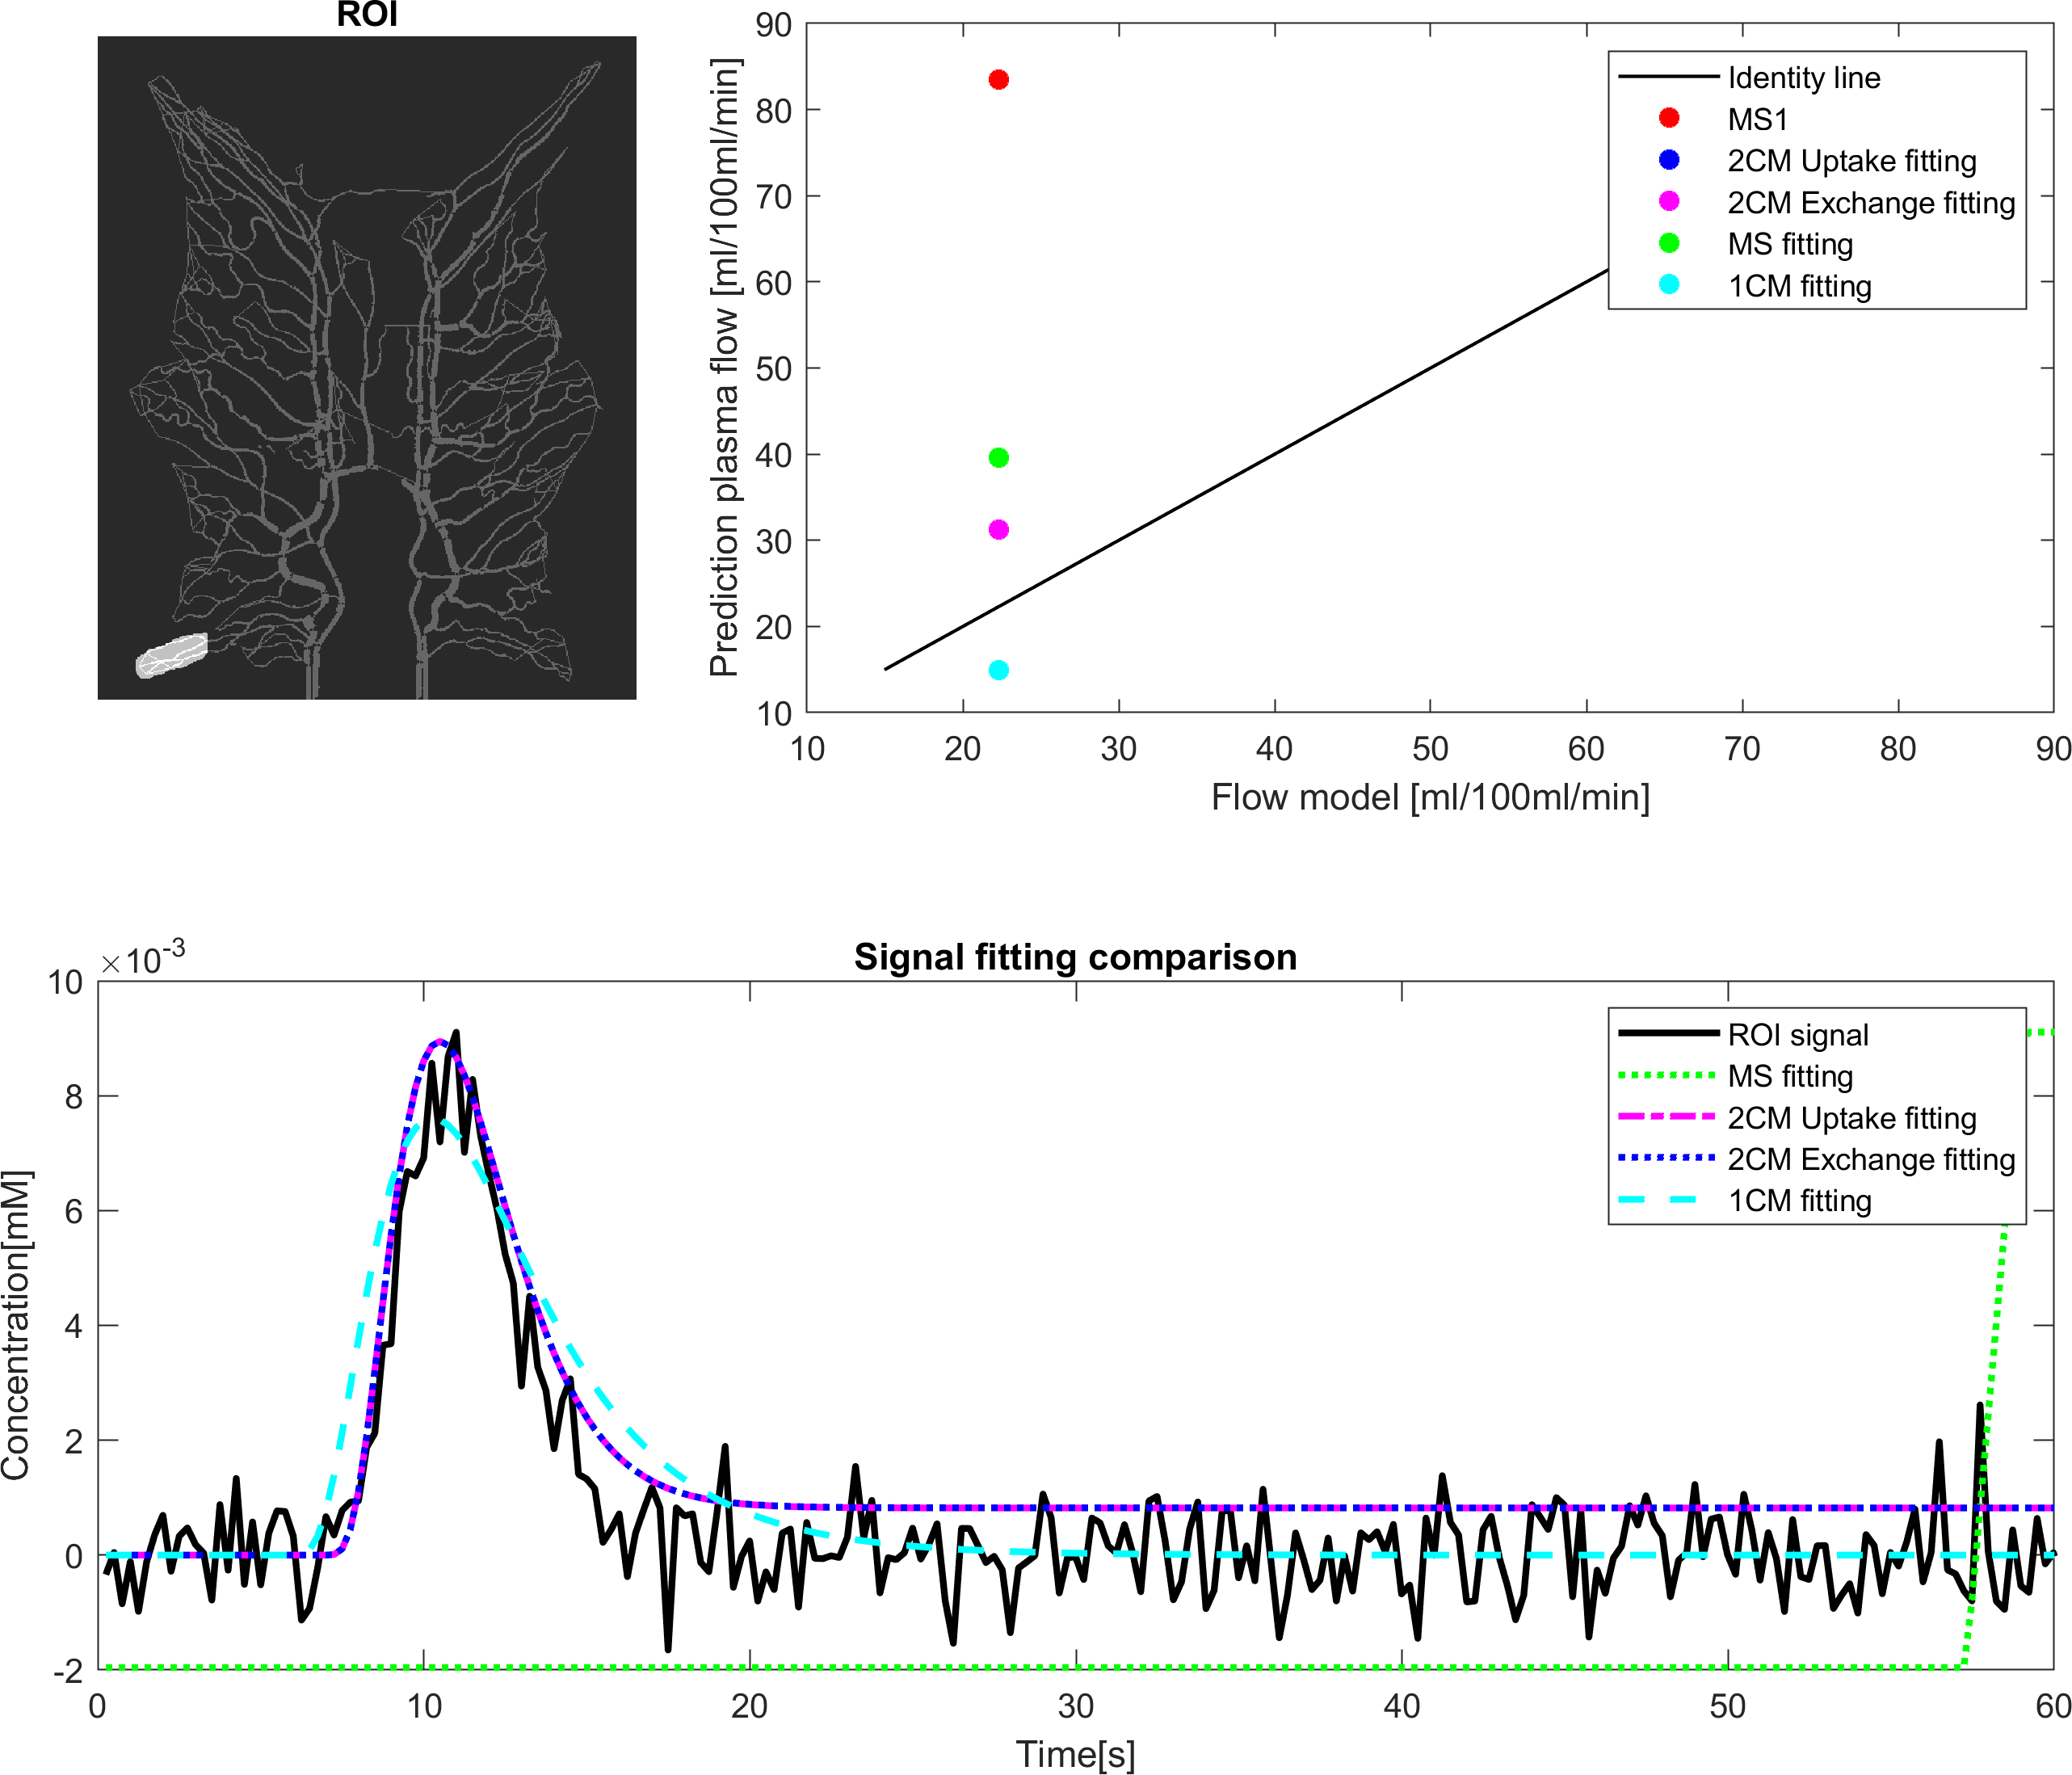 ROI
90
80
70
60
50
40
30
20
10
Prediction plasma flow [ml/100ml/min]
Identity line
MS1
2CM Uptake fitting
2CM Exchange fitting
MS fitting
1CM fitting
10 20 30 40 50 60 70 80 90
Flow model [ml/100ml/min]
Signal fitting comparison
×10-3
10
8
6
4
2
0
-2
Concentration[mM]
ROI signal
MS fitting
2CM Uptake fitting
2CM Exchange fitting
1CM fitting
0 10 20 30 40 50 60
Time[s]